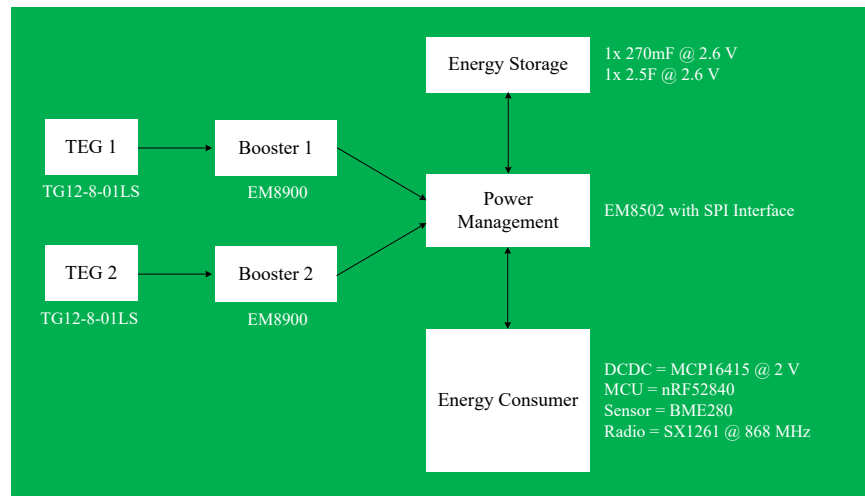 Energy Storage
1x 270mF @ 2.6 V
1x 2.5F @ 2.6 V
TEG 1
TG12-8-01LS
Booster 1
EM8900
Power
Management
EM8502 with SPI Interface
TEG 2
TG12-8-01LS
Booster 2
EM8900
Energy Consumer
DCDC = MCP16415 @ 2 V
MCU = nRF52840
Sensor = BME280
Radio = SX1261 @ 868 MHz